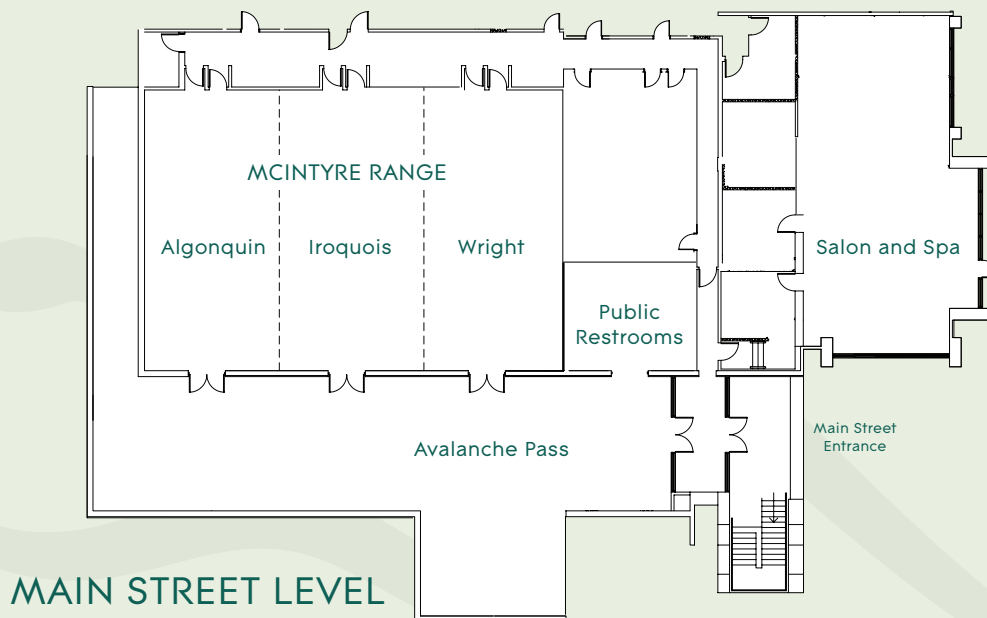 MCINTYRE RANGE
Algonquin
Iroquois
Wright
Salon and Spa
Public
Restrooms
Main Street
Entrance
Avalanche Pass
MAIN STREET LEVEL